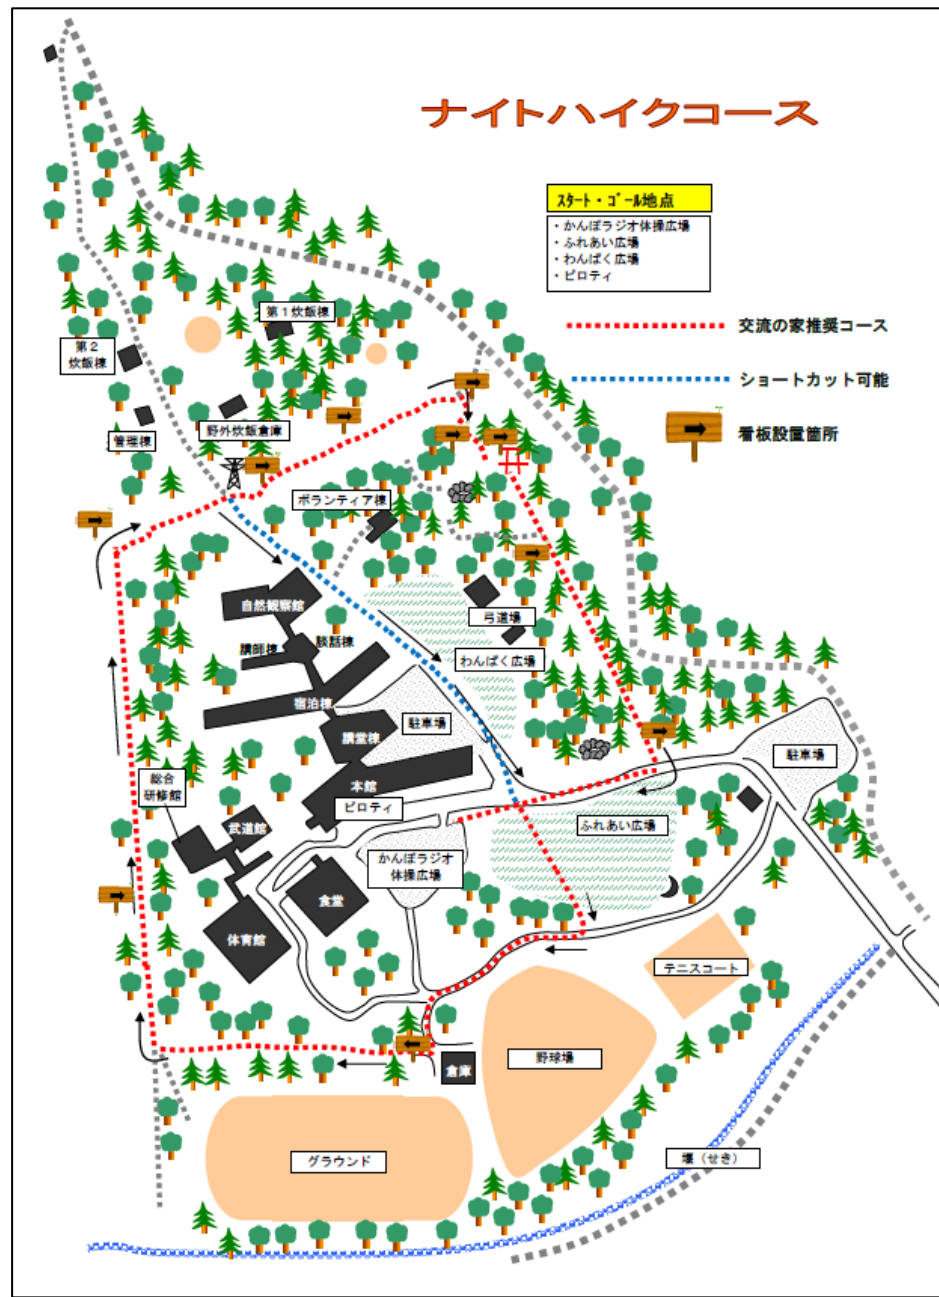 ナイトハイクコース
ｽﾀｰﾄ・ｺﾞｰﾙ地点
・かんぽラジオ体操広場
・ふれあい広場
・わんぱく広場
・ピロティ
交流の家推奨コース
ショートカット可能
看板設置箇所
第１炊飯棟
第２
炊飯棟
管理棟
野外炊飯倉庫
ボランティア棟
自然観察館
弓道場
講師棟
談話棟
わんぱく広場
宿泊棟
駐車場
講堂棟
駐車場
総合
研修館
本館
ピロティ
武道館
ふれあい広場
かんぽラジオ
体操広場
食堂
体育館
テニスコート
野球場
倉庫
グラウンド
堰（せき）